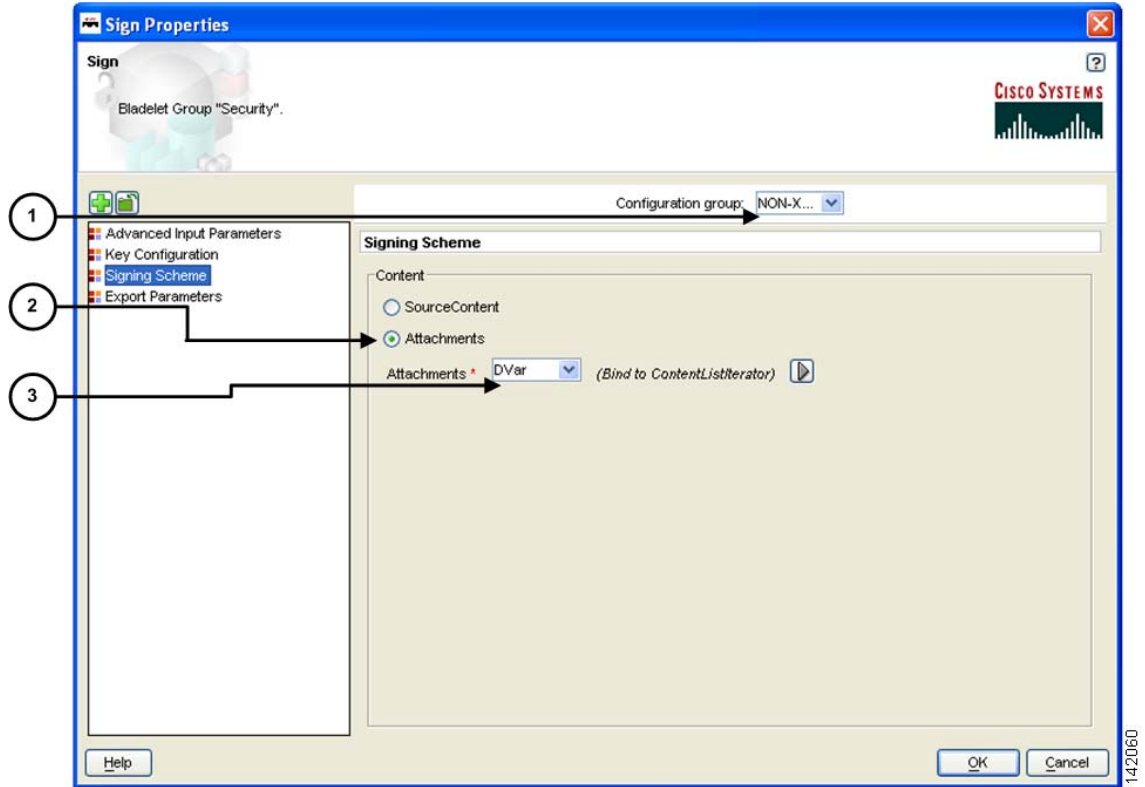 Sign Properties
Sign
?
Bladelet Group "Security".
CISCO SYSTEMS
Configuration group: NON-X...
1
Advanced Input Parameters
Key Configuration
Signing Scheme
Export Parameters
Signing Scheme
Content
2
SourceContent
Attachments
3
Attachments * DVar (Bind to ContentListIterator)
Help
OK
Cancel
142060